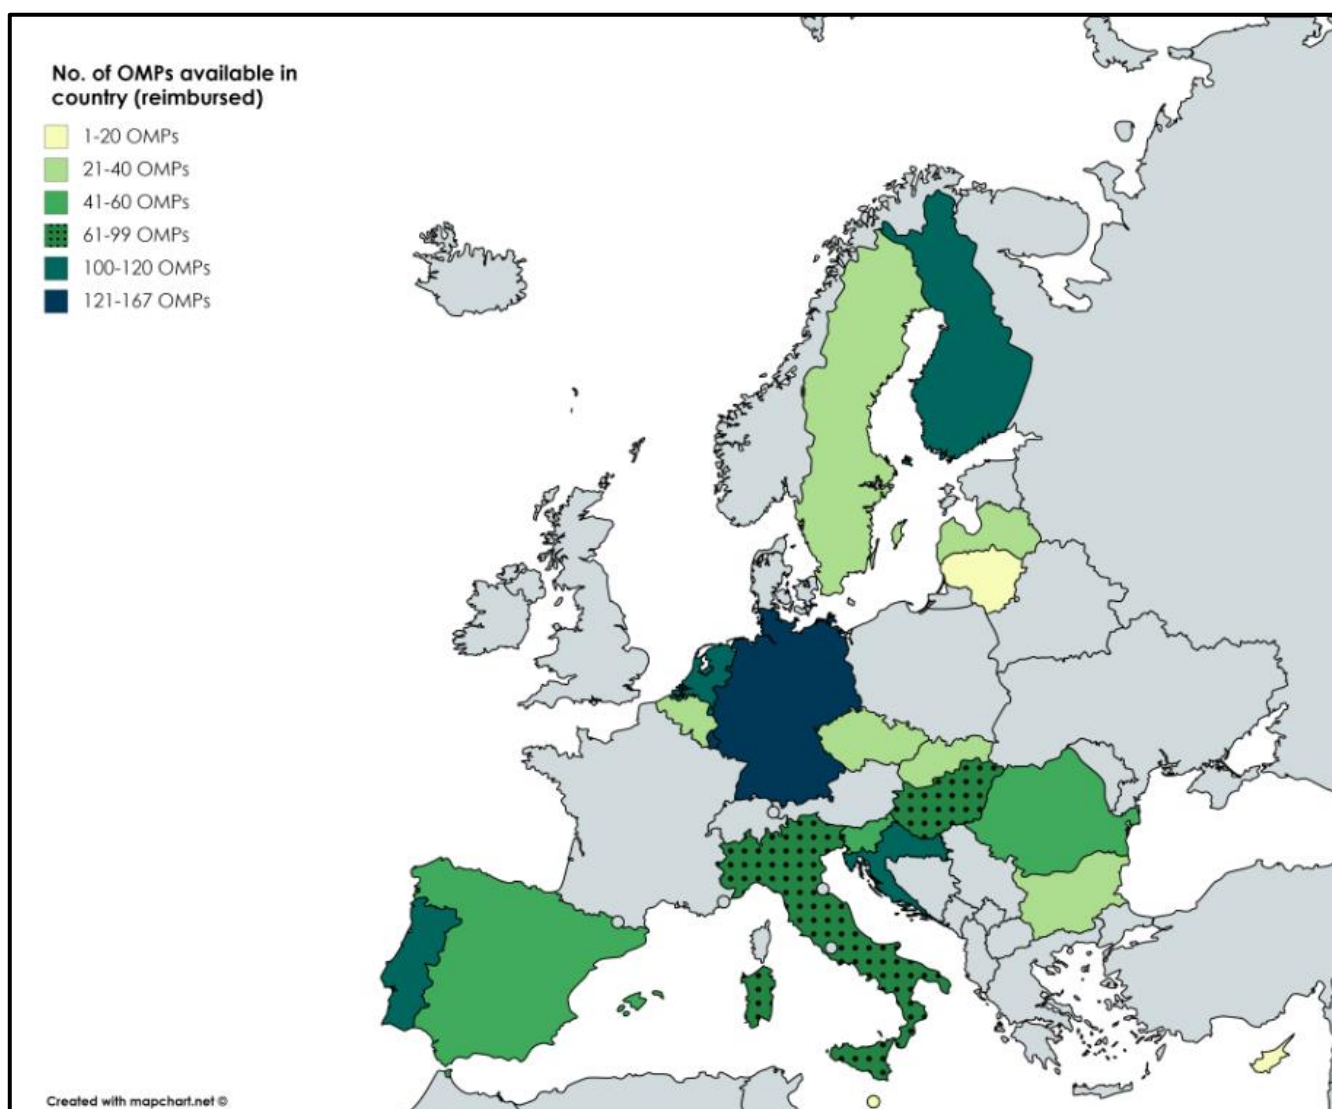 No. of OMPs available in
country (reimbursed)
1-20 OMPs
21-40 OMPs
41-60 OMPs
61-99 OMPs
100-120 OMPs
121-167 OMPs
Created with mapchart.net ©